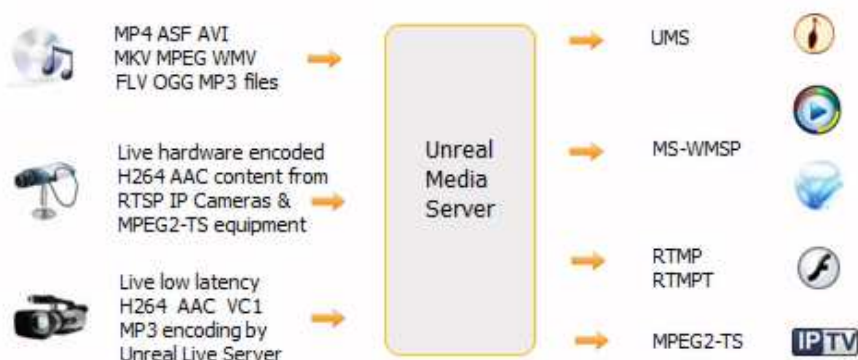 MP4 ASF AVI
MKV MPEG WMV
FLV OGG MP3 files
Live hardware encoded
H264 AAC content from
RTSP IP Cameras &
MPEG2-TS equipment
Live low latency
H264 AAC VC1
MP3 encoding by
Unreal Live Server
Unreal
Media
Server
UMS
MS-WMSP
RTMP
RTMPT
MPEG2-TS
IPTV